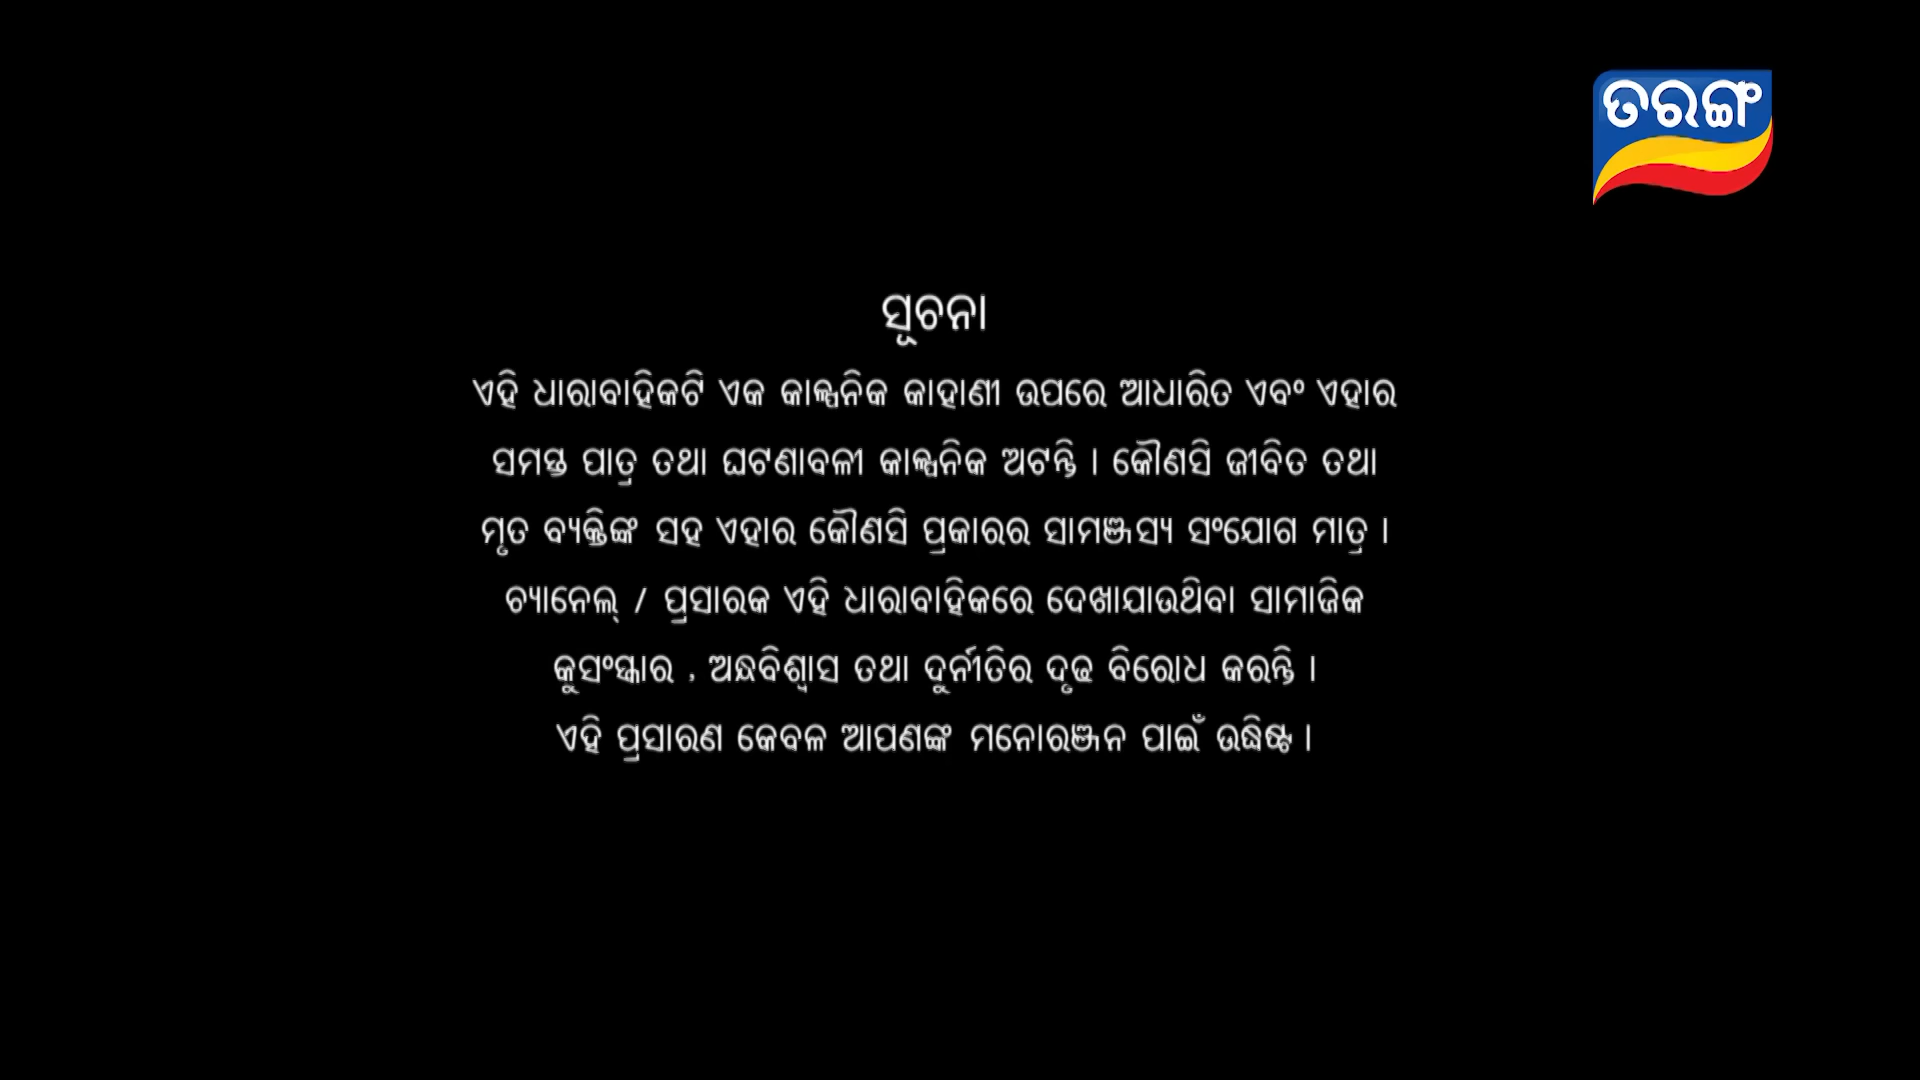 ତରଙ୍ଗ
ସୂଚନା
ଏହି ଧାରାବାହିକଟି ଏକ କାଳ୍ପନିକ କାହାଣୀ ଉପରେ ଆଧାରିତ ଏବଂ ଏହାର
ସମସ୍ତ ପାତ୍ର ତଥା ଘଟଣାବଳୀ କାଳ୍ପନିକ ଅଟନ୍ତି । କୌଣସି ଜୀବିତ ତଥା
ମୃତ ବ୍ୟକ୍ତିଙ୍କ ସହ ଏହାର କୌଣସି ପ୍ରକାରର ସାମଞ୍ଜସ୍ୟ ସଂଯୋଗ ମାତ୍ର ।
ଚ୍ୟାନେଲ୍ / ପ୍ରସାରକ ଏହି ଧାରାବାହିକରେ ଦେଖାଯାଉଥିବା ସାମାଜିକ
କୁସଂସ୍କାର , ଅନ୍ଧବିଶ୍ୱାସ ତଥା ଦୁର୍ନୀତିର ଦୃଢ ବିରୋଧ କରନ୍ତି ।
ଏହି ପ୍ରସାରଣ କେବଳ ଆପଣଙ୍କ ମନୋରଞ୍ଜନ ପାଇଁ ଉଦ୍ଧିଷ୍ଟ ।